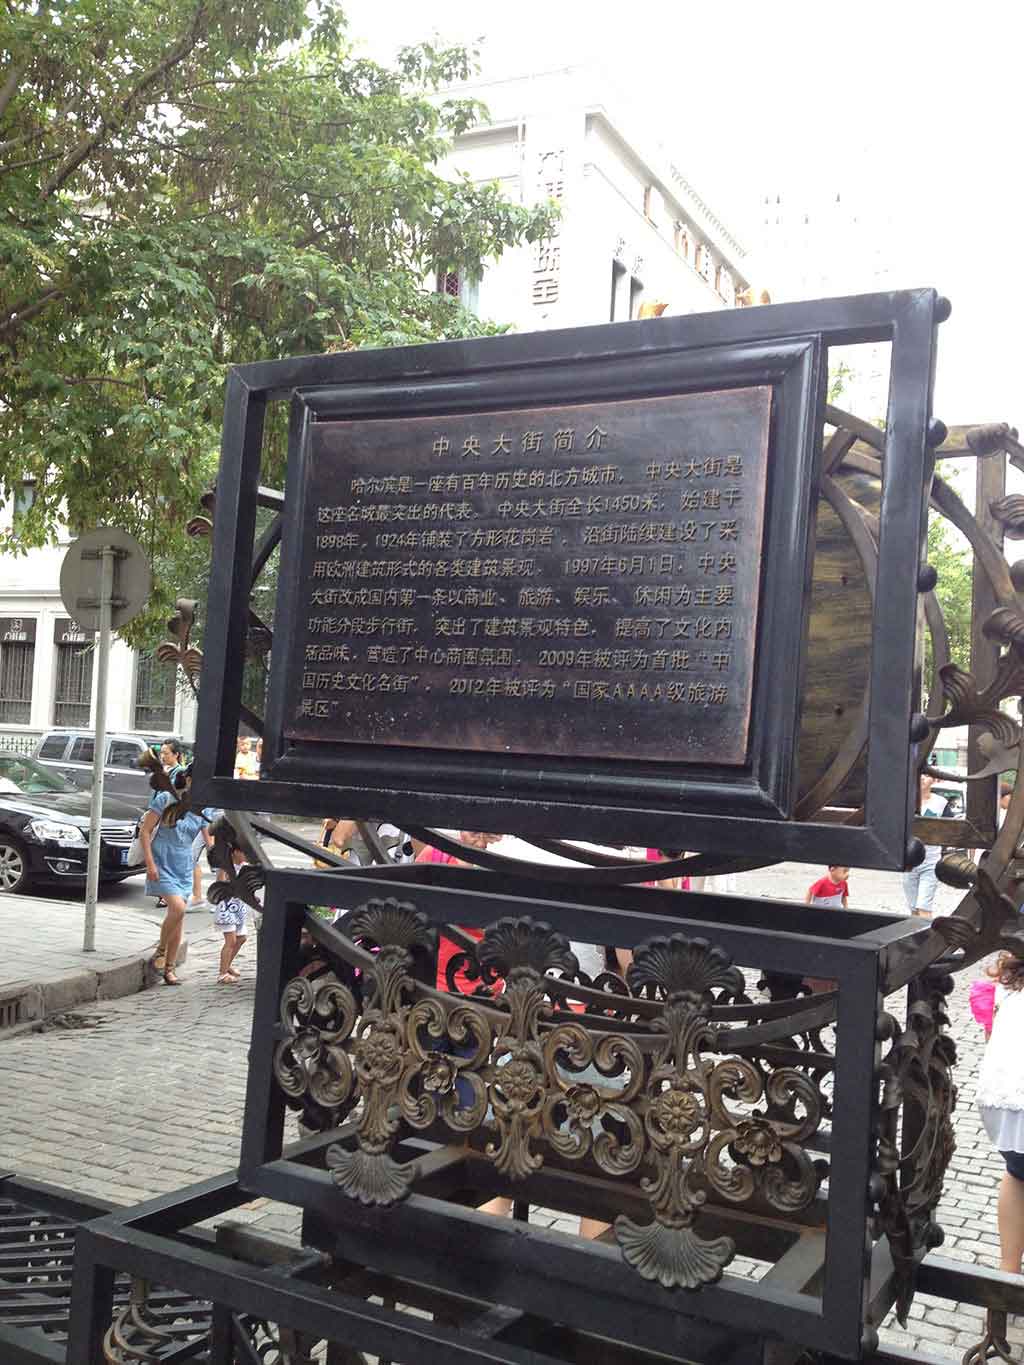 中央大街简介
哈尔滨是一座有百年历史的北方城市，中央大街是
这座名城最突出的代表。中央大街全长1450米，始建于
1898年，1924年铺装了方形花岗岩。沿街陆续建设了采
用欧洲建筑形式的各类建筑景观。1997年6月1日，中央
大街改成国内第一条以商业、旅游、娱乐、休闲为主要
功能分段步行街，突出了建筑景观特色，提高了文化内
涵品味，营造了中心商圈氛围。2009年被评为首批“中
国历史文化名街”，2012年被评为“国家AAAA级旅游
景区”